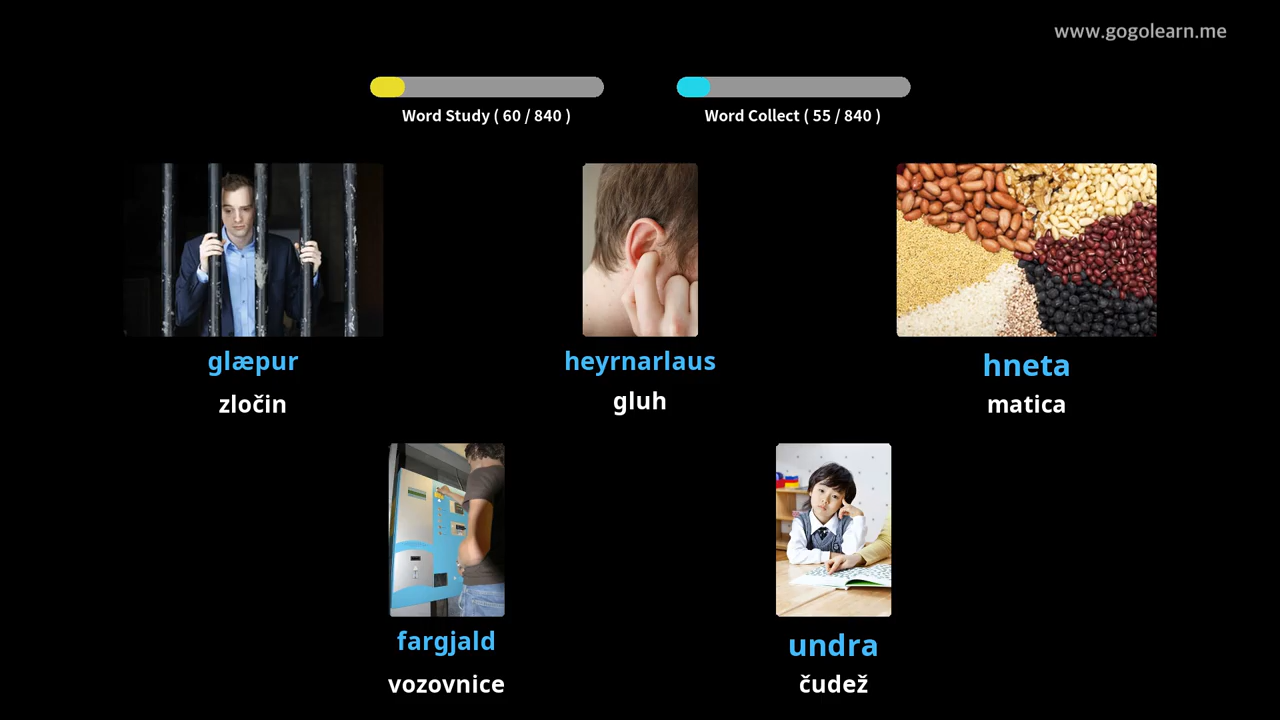 www.gogolearn.me
Word Study ( 60 / 840 )
Word Collect ( 55 / 840 )
glæpur
zločin
heyrnarlaus
gluh
hneta
matica
fargjald
vozovnice
undra
čudež